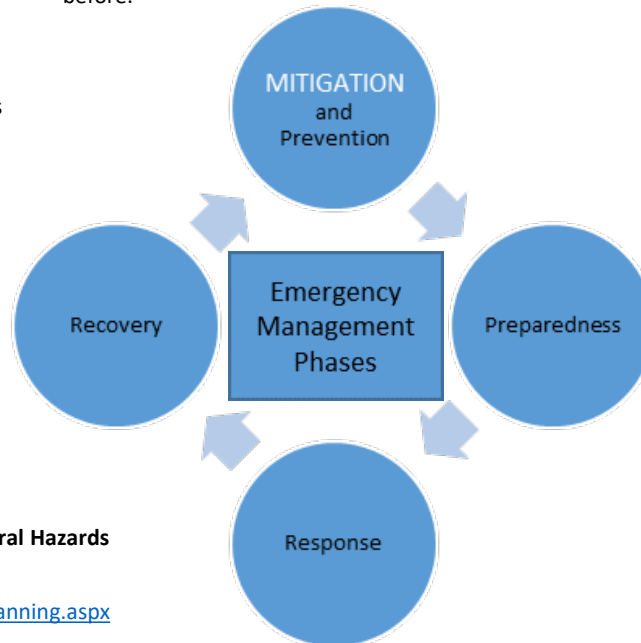 before.
s
MITIGATION
and
Prevention
Recovery
Emergency
Management
Phases
Preparedness
Response
ral Hazards
anning.aspx